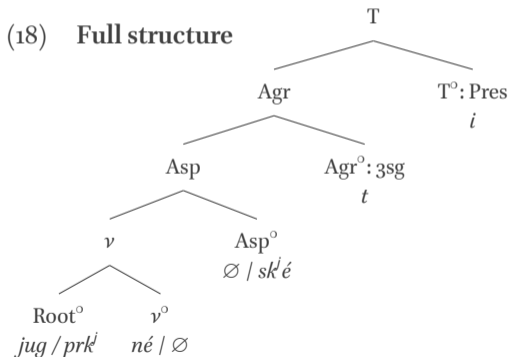 (18) Full structure
T
Agr T°: Pres
i
Asp Agr°: 3sg
t
v Asp°
∅ / skʲé
Root° v°
jug / prkʲ né / ∅